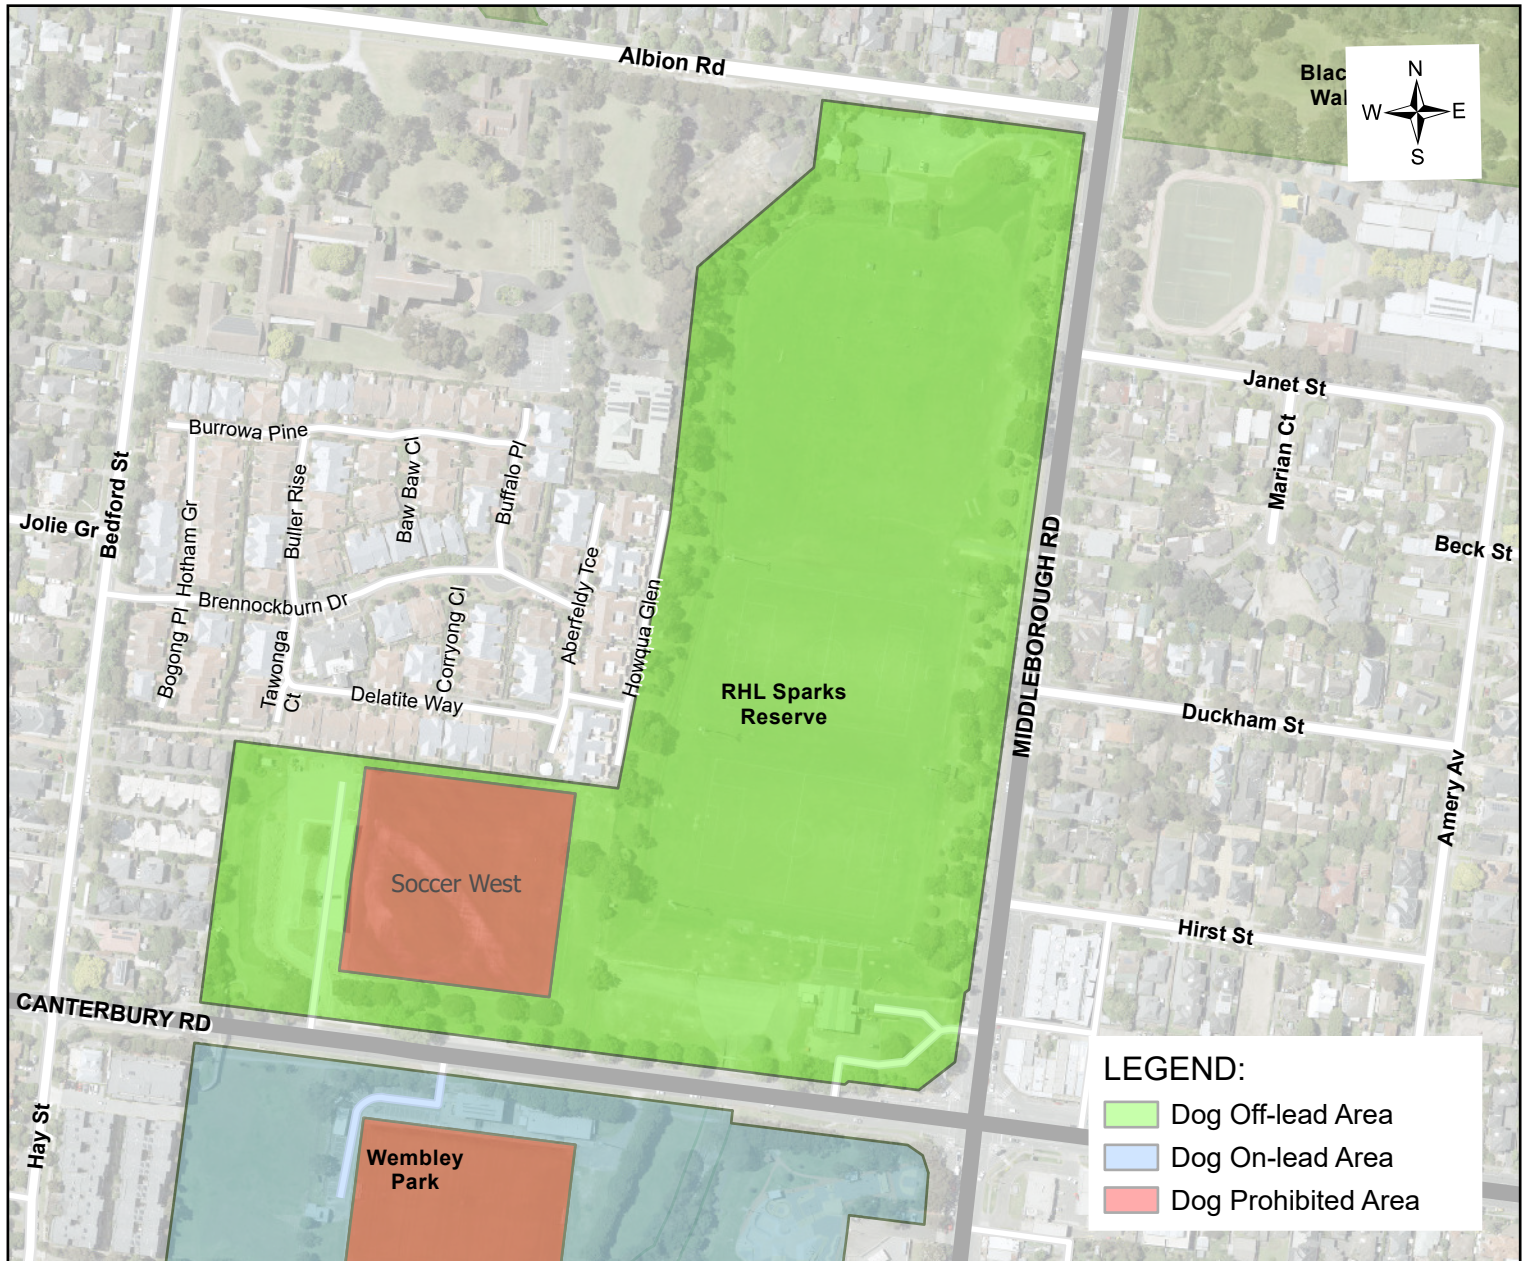 Albion Rd
Blac
Wal
N
W
E
S
Janet St
Marian Ct
Burrowa Pine
Buller Rise
Baw Baw Cl
Buffalo Pl
Bedford St
Jolie Gr
Hotham Gr
Beck St
Brennockburn Dr
Bogong Pl
Tawonga
Ct
Corryong Cl
Aberfeldy Tce
Howqua Glen
Delatite Way
MIDDLEBOROUGH RD
RHL Sparks
Reserve
Duckham St
Amery Av
Soccer West
Hirst St
CANTERBURY RD
Hay St
Wembley
Park
LEGEND:
Dog Off-lead Area
Dog On-lead Area
Dog Prohibited Area